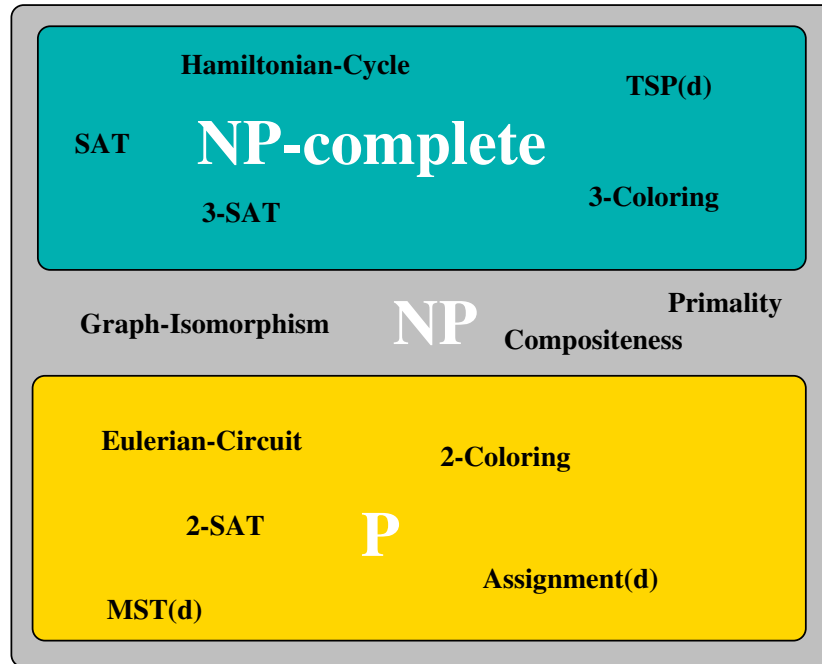 Hamiltonian-Cycle
TSP(d)
SAT
NP-complete
3-SAT
3-Coloring
Graph-Isomorphism
NP
Primality
Compositeness
Eulerian-Circuit
2-Coloring
2-SAT
P
Assignment(d)
MST(d)